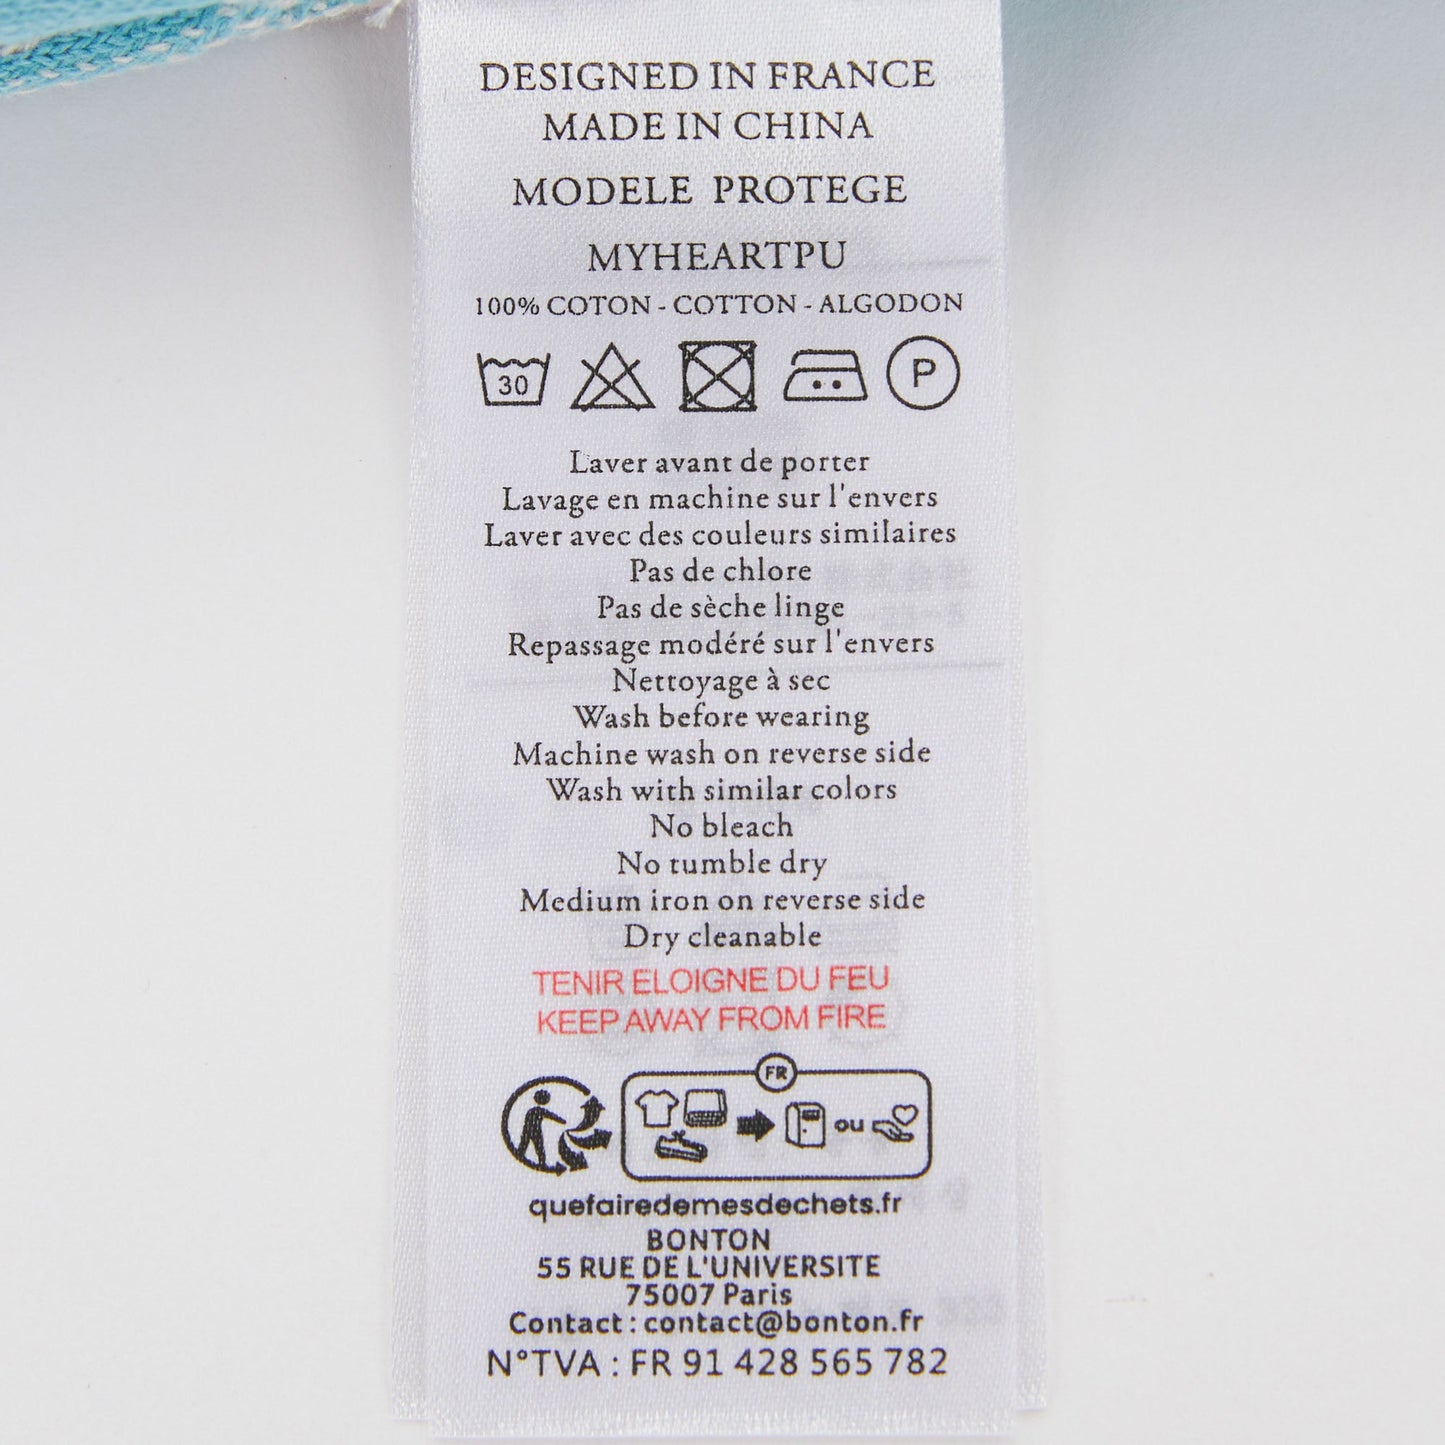 DESIGNED IN FRANCE
MADE IN CHINA
MODELE PROTEGE
MYHEARTPU
100% COTON - COTTON - ALGODON
30 P
Laver avant de porter
Lavage en machine sur l'envers
Laver avec des couleurs similaires
Pas de chlore
Pas de sèche linge
Repassage modéré sur l'envers
Nettoyage à sec
Wash before wearing
Machine wash on reverse side
Wash with similar colors
No bleach
No tumble dry
Medium iron on reverse side
Dry cleanable
TENIR ELOIGNE DU FEU
KEEP AWAY FROM FIRE
FR
ou
quefairedemesdechets.fr
BONTON
55 RUE DE L'UNIVERSITE
75007 Paris
Contact : contact@bonton.fr
N°TVA : FR 91 428 565 782